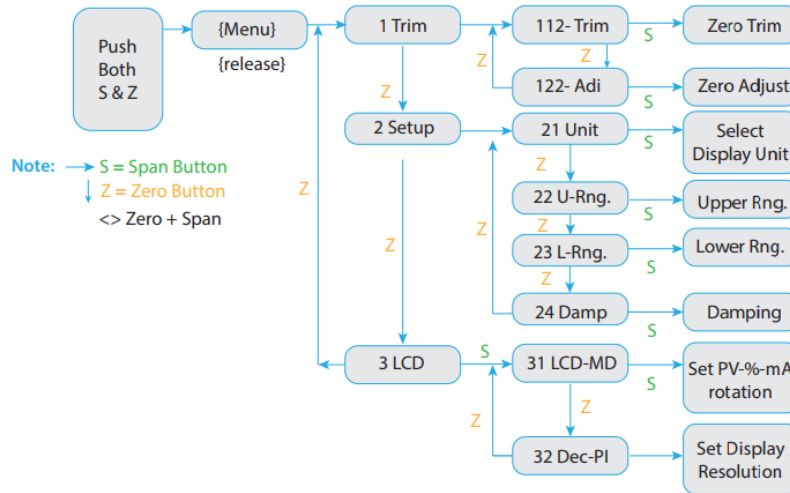 Push
Both
S & Z
{Menu}
{release}
1 Trim
112- Trim
S
Zero Trim
Z
Z
Z
122- Adi
S
Zero Adjust
2 Setup
21 Unit
S
Select
Display Unit
Note:
S = Span Button
Z = Zero Button
<> Zero + Span
Z
Z
22 U-Rng.
S
Upper Rng.
Z
Z
Z
23 L-Rng.
S
Lower Rng.
Z
24 Damp
S
Damping
3 LCD
S
31 LCD-MD
S
Set PV-%-mA
rotation
Z
Z
32 Dec-PI
Set Display
Resolution